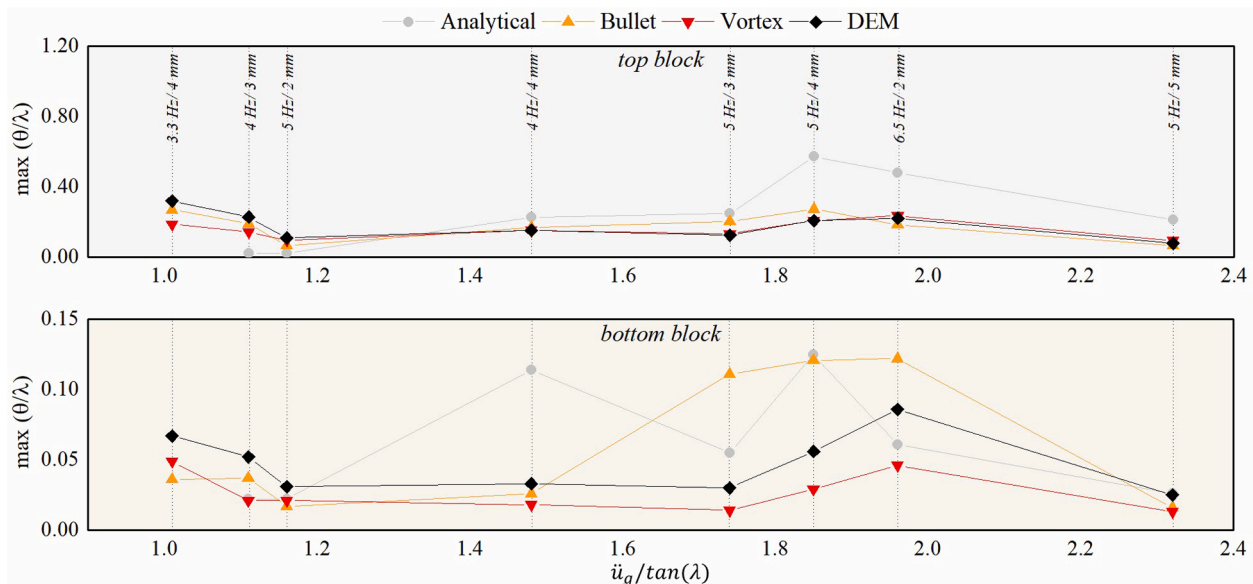 Analytical Bullet Vortex DEM
top block
max (θ/λ)
1.20
0.80
0.40
0.00
3.3 Hz/ 4 mm
4 Hz/ 3 mm
5 Hz/ 2 mm
4 Hz/ 4 mm
5 Hz/ 3 mm
5 Hz/ 4 mm
6.5 Hz/ 2 mm
5 Hz/ 5 mm
1.0 1.2 1.4 1.6 1.8 2.0 2.2 2.4
bottom block
max (θ/λ)
0.15
0.10
0.05
0.00
1.0 1.2 1.4 1.6 1.8 2.0 2.2 2.4
ü_g/tan(λ)